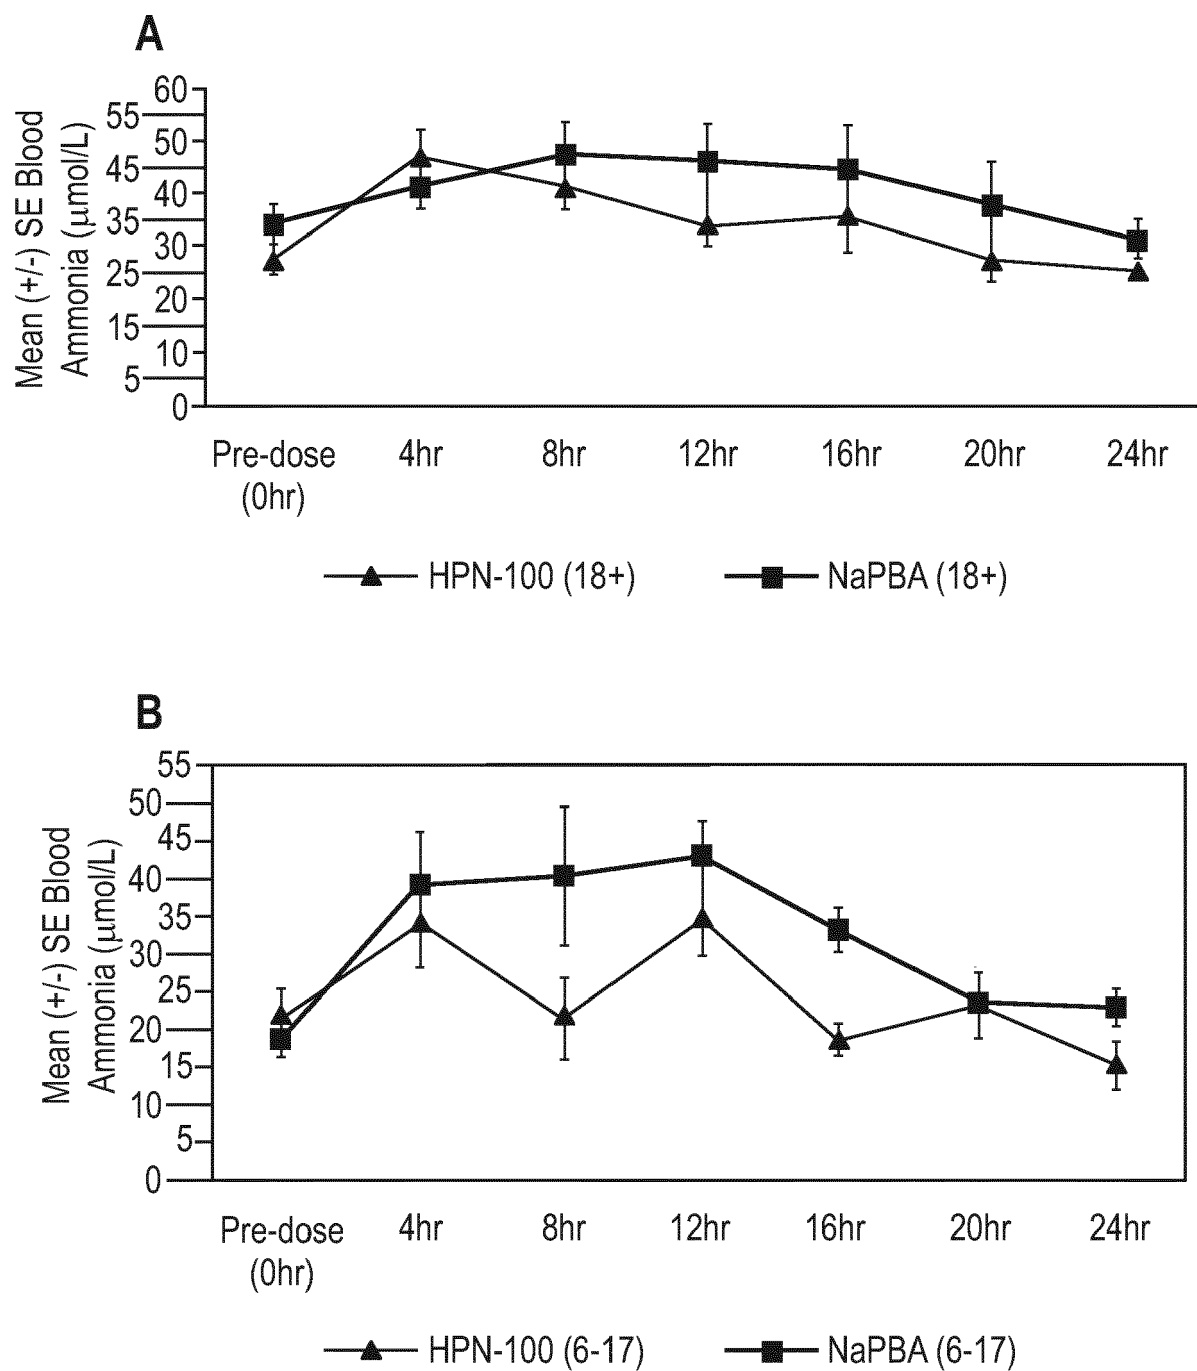 A
Mean (+/-) SE Blood
Ammonia (µmol/L)
60
55
50
45
40
35
30
25
20
15
10
5
0
Pre-dose 4hr 8hr 12hr 16hr 20hr 24hr
(0hr)
HPN-100 (18+) NaPBA (18+)
B
Mean (+/-) SE Blood
Ammonia (µmol/L)
55
50
45
40
35
30
25
20
15
10
5
0
Pre-dose 4hr 8hr 12hr 16hr 20hr 24hr
(0hr)
HPN-100 (6-17) NaPBA (6-17)